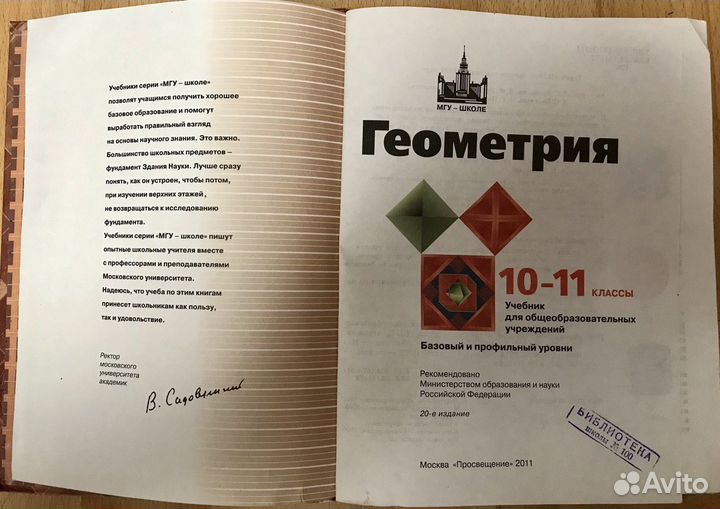 Учебники серии «МГУ – школе»
позволят учащимся получить хорошее
базовое образование и помогут
выработать правильный взгляд
на основы научного знания. Это важно.
Большинство школьных предметов –
фундамент Здания Науки. Лучше сразу
понять, как он устроен, чтобы потом,
при изучении верхних этажей,
не возвращаться к исследованию
фундамента.
Учебники серии «МГУ – школе» пишут
опытные школьные учителя вместе
с профессорами и преподавателями
Московского университета.
Надеюсь, что учеба по этим книгам
принесет школьникам как пользу,
так и удовольствие.
Ректор
московского
университета
академик
В. Садовничий
МГУ – ШКОЛЕ
Геометрия
10–11 КЛАССЫ
Учебник
для общеобразовательных
учреждений
Базовый и профильный уровни
Рекомендовано
Министерством образования и науки
Российской Федерации
20-е издание
БИБЛИОТЕКА
школы № 100
Москва «Просвещение» 2011
Avito